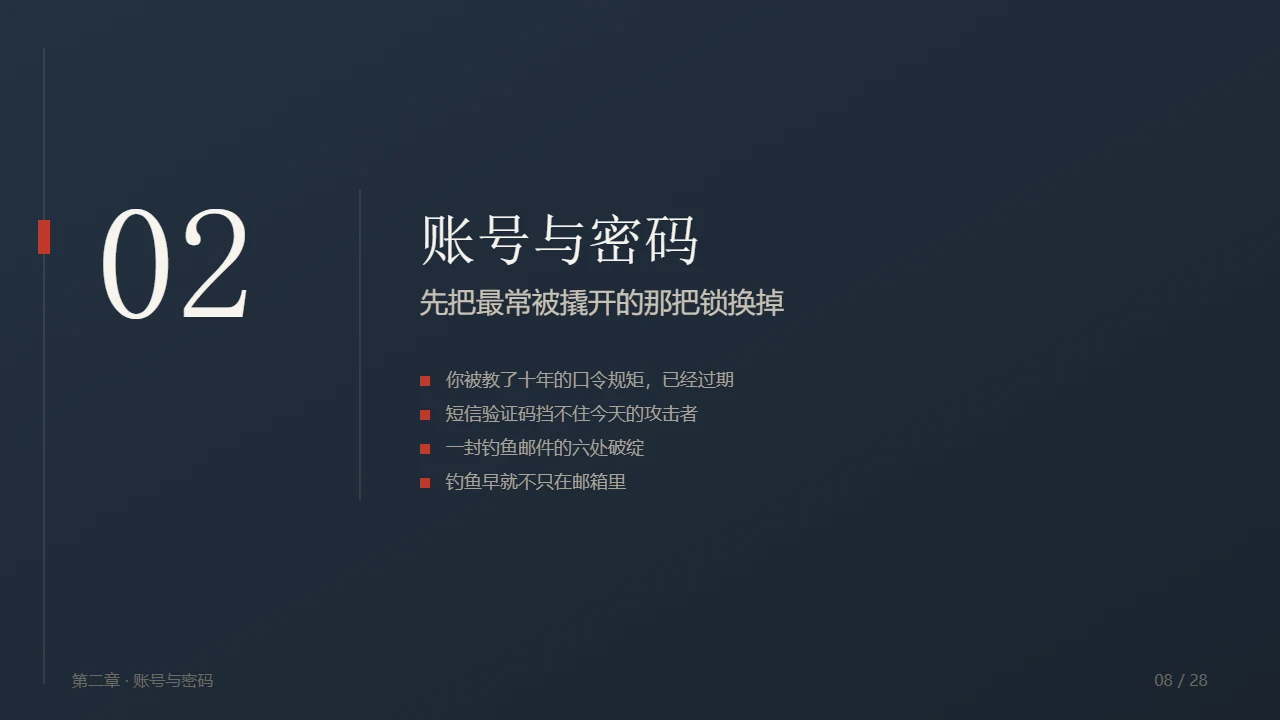 02
账号与密码
先把最常被撬开的那把锁换掉
你被教了十年的口令规矩，已经过期
短信验证码挡不住今天的攻击者
一封钓鱼邮件的六处破绽
钓鱼早就不只在邮箱里
第二章 · 账号与密码
08 / 28